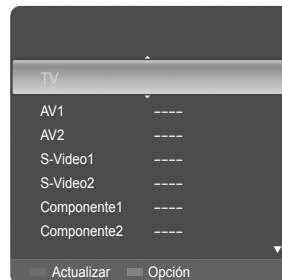 TV
AV1 ----
AV2 ----
S-Video1 ----
S-Video2 ----
Componente1 ----
Componente2 ----
Actualizar Opción